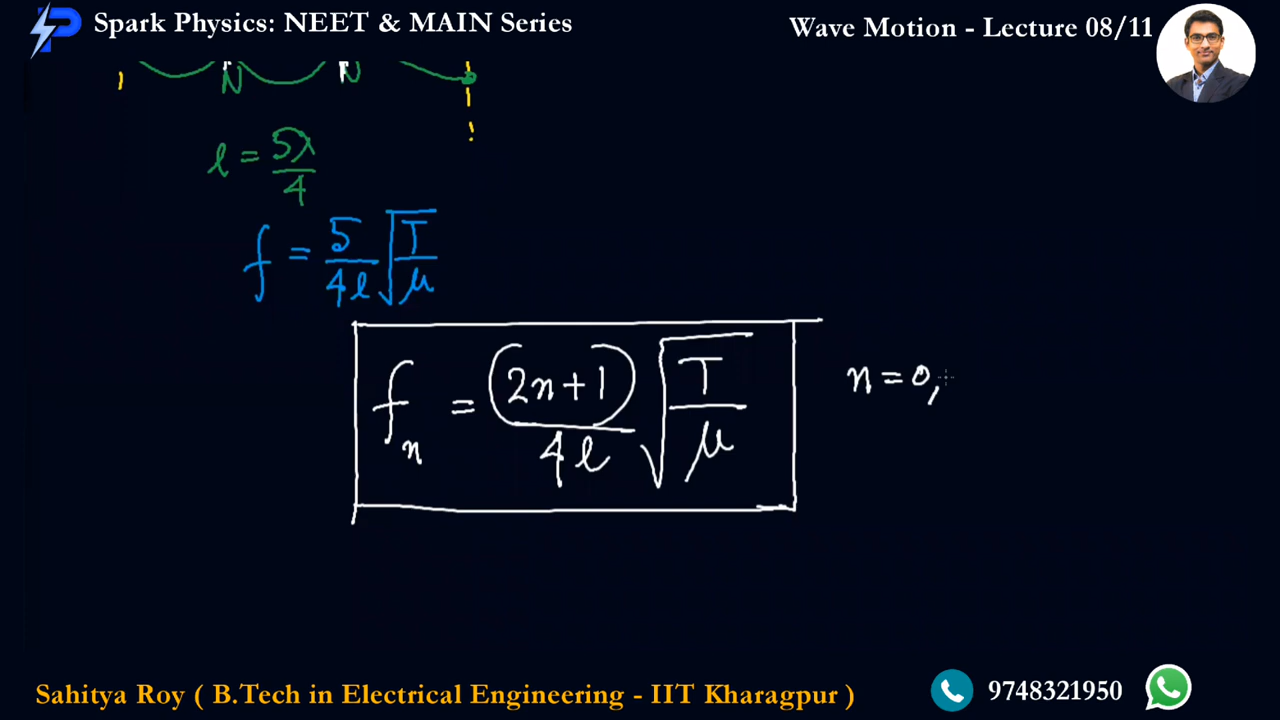 Spark Physics: NEET & MAIN Series
Wave Motion - Lecture 08/11
N N
l = 5λ/4
f = 5/4l √(T/μ)
fₙ = (2n+1)/4l √(T/μ) n = 0,
Sahitya Roy ( B.Tech in Electrical Engineering - IIT Kharagpur )
9748321950